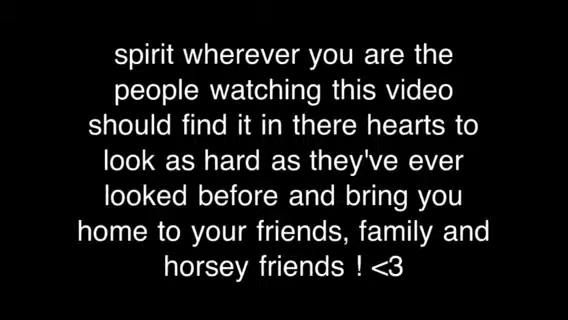 spirit wherever you are the
people watching this video
should find it in there hearts to
look as hard as they've ever
looked before and bring you
home to your friends, family and
horsey friends ! <3